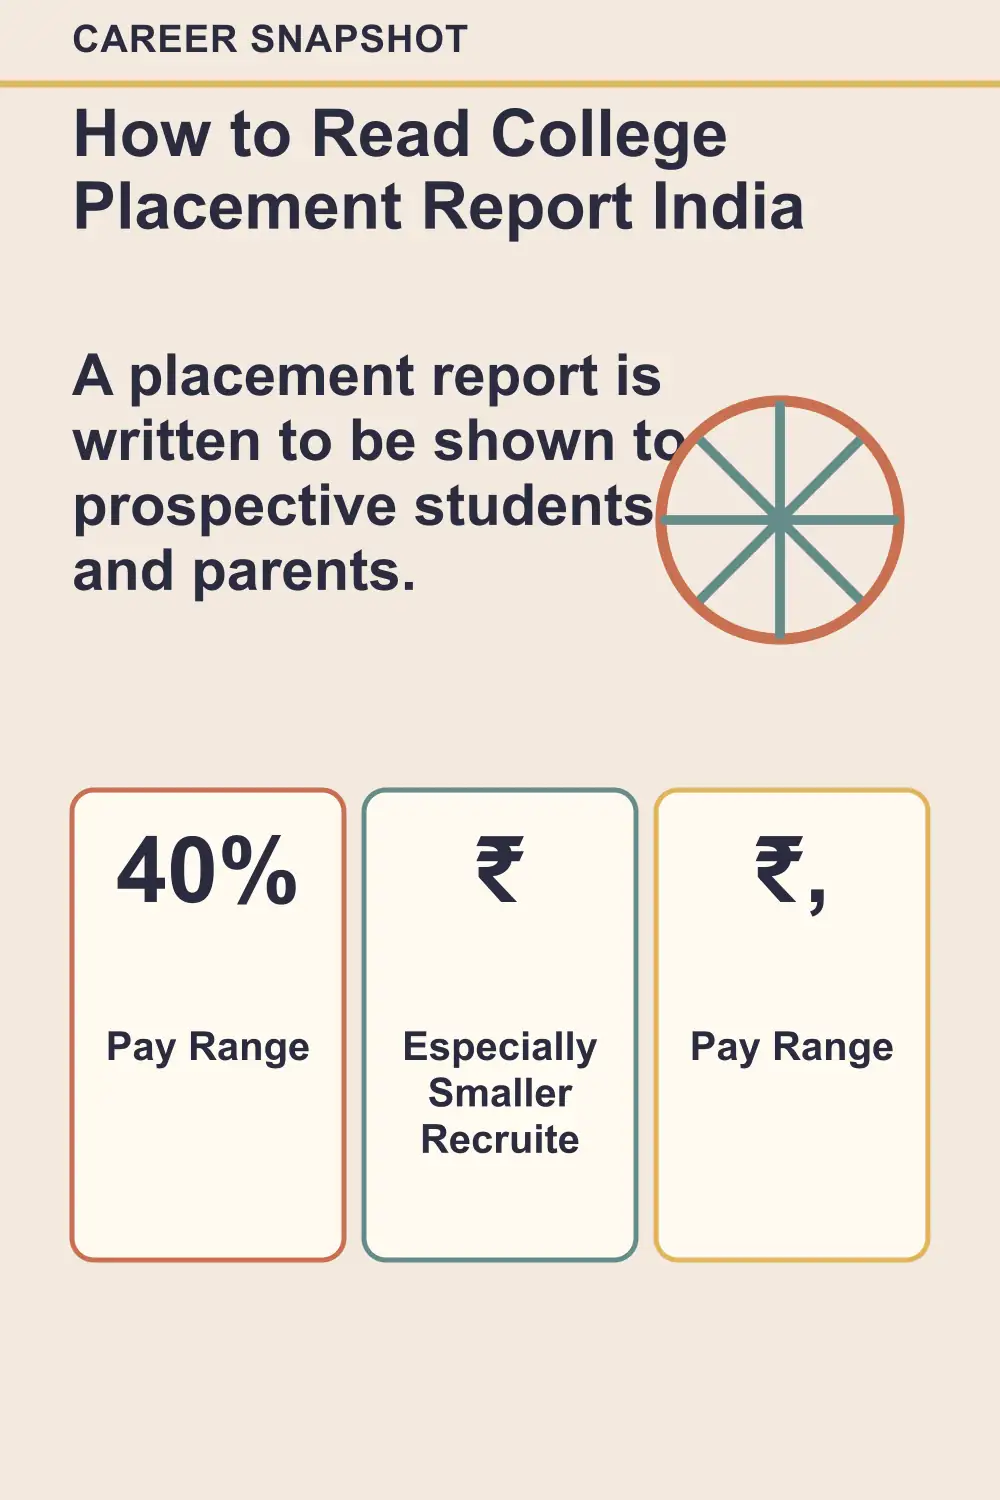 CAREER SNAPSHOT
How to Read College
Placement Report India
A placement report is
written to be shown to
prospective students
and parents.
40%
Pay Range
₹
Especially
Smaller
Recruite
₹,
Pay Range